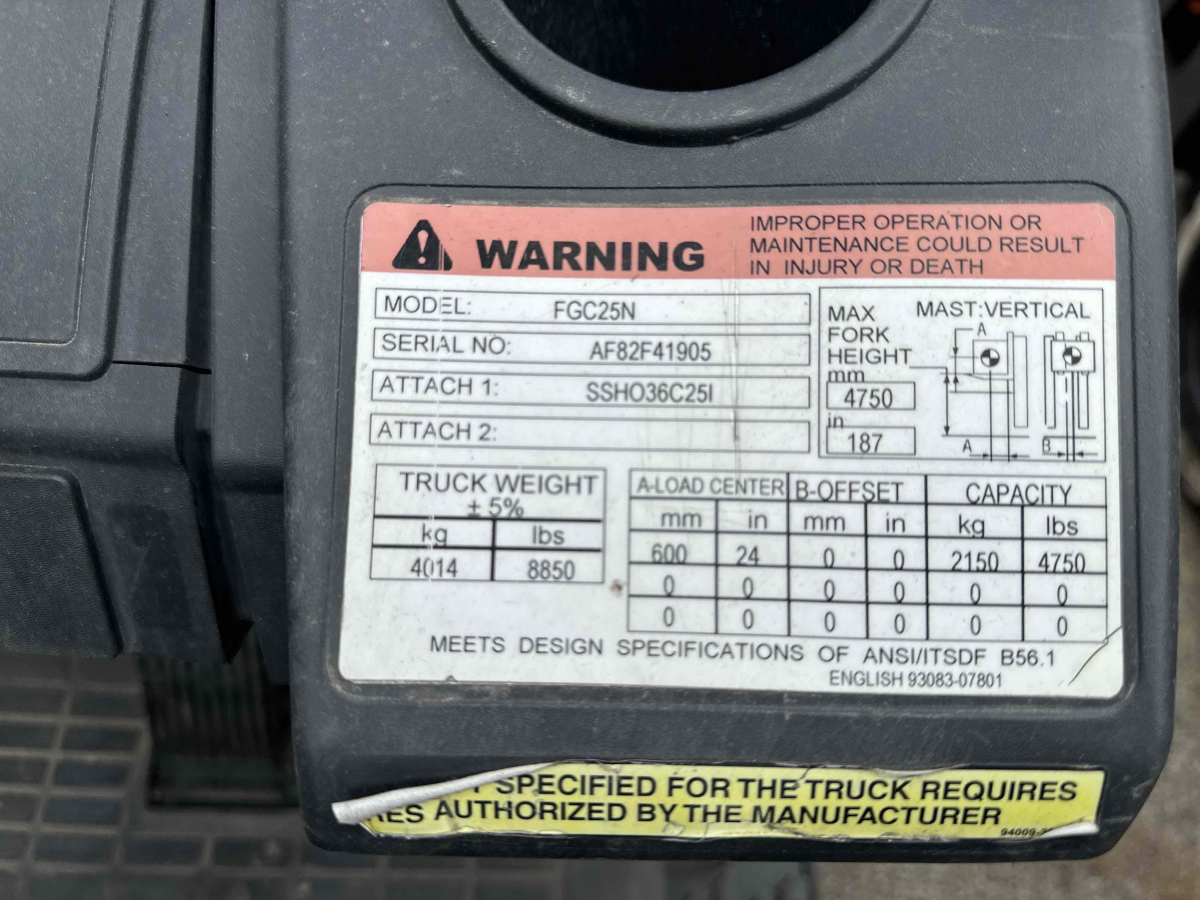 WARNING
IMPROPER OPERATION OR
MAINTENANCE COULD RESULT
IN INJURY OR DEATH
MODEL: FGC25N
SERIAL NO: AF82F41905
ATTACH 1: SSHO36C25I
ATTACH 2:
MAX
FORK
HEIGHT
mm
4750
in
187
MAST:VERTICAL
A
A B
TRUCK WEIGHT
± 5%
kg lbs
4014 8850
A-LOAD CENTER B-OFFSET CAPACITY
mm in mm in kg lbs
600 24 0 0 2150 4750
0 0 0 0 0 0
0 0 0 0 0 0
MEETS DESIGN SPECIFICATIONS OF ANSI/ITSDF B56.1
ENGLISH 93083-07801
SPECIFIED FOR THE TRUCK REQUIRES
AUTHORIZED BY THE MANUFACTURER